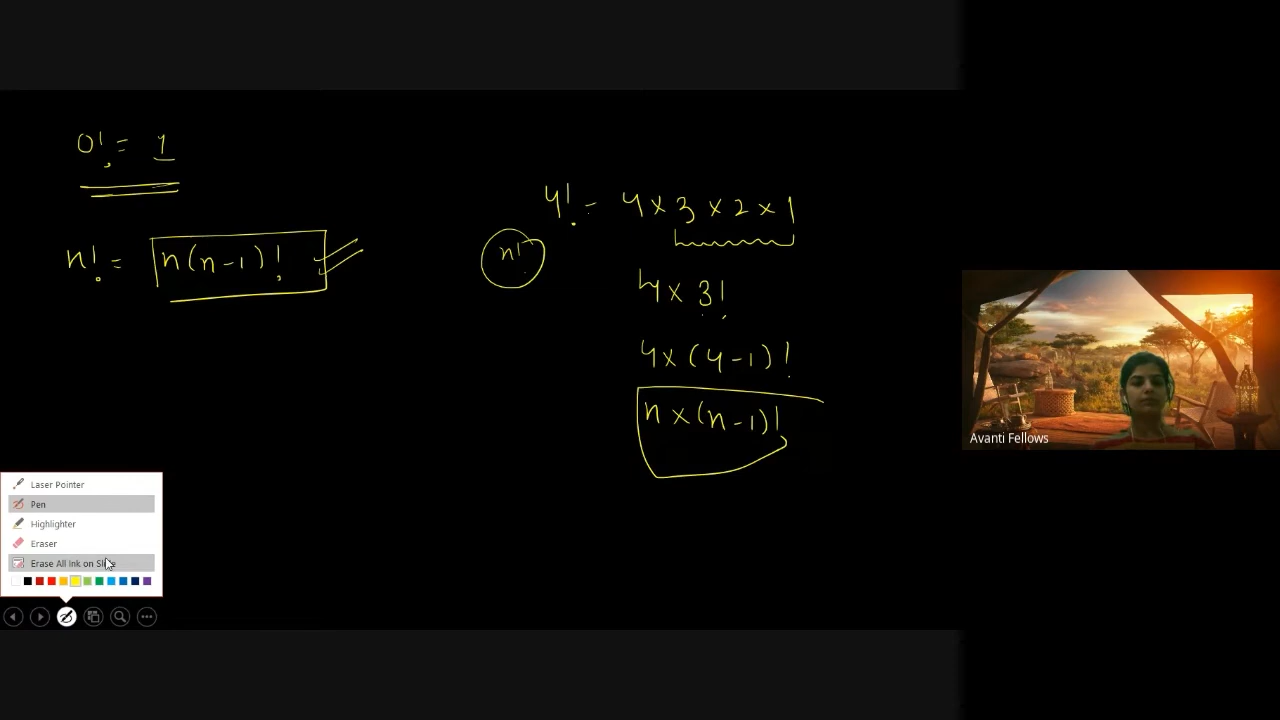 0! = 1
n! = n(n-1)!
4! = 4 x 3 x 2 x 1
n!
4 x 3!
4 x (4-1)!
n x (n-1)!
Avanti Fellows
Laser Pointer
Pen
Highlighter
Eraser
Erase All Ink on Slide